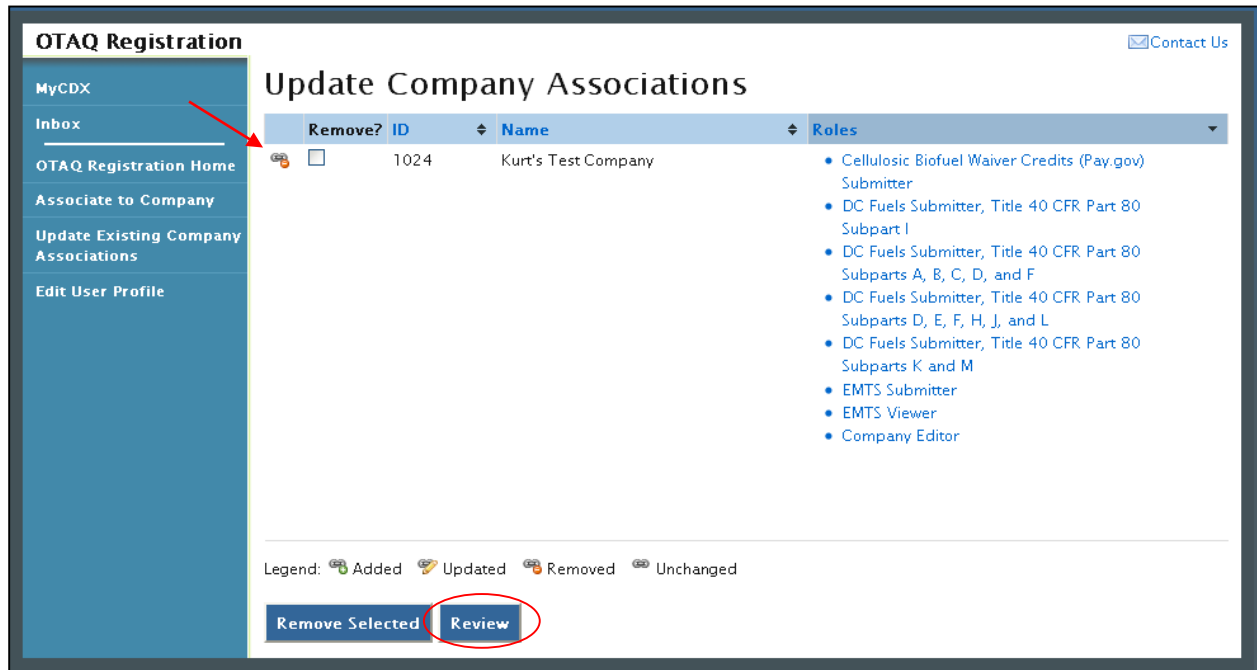 OTAQ Registration
Contact Us
MyCDX
Inbox
OTAQ Registration Home
Associate to Company
Update Existing Company
Associations
Edit User Profile
Update Company Associations
Remove? ID Name Roles
1024 Kurt's Test Company
• Cellulosic Biofuel Waiver Credits (Pay.gov)
Submitter
• DC Fuels Submitter, Title 40 CFR Part 80
Subpart I
• DC Fuels Submitter, Title 40 CFR Part 80
Subparts A, B, C, D, and F
• DC Fuels Submitter, Title 40 CFR Part 80
Subparts D, E, F, H, J, and L
• DC Fuels Submitter, Title 40 CFR Part 80
Subparts K and M
• EMTS Submitter
• EMTS Viewer
• Company Editor
Legend: Added Updated Removed Unchanged
Remove Selected Review